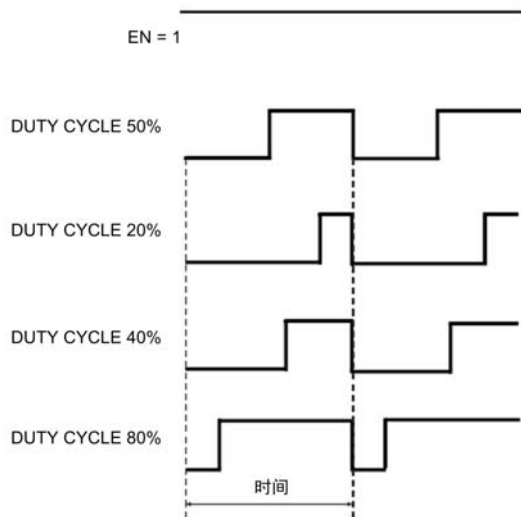 EN = 1
DUTY CYCLE 50%
DUTY CYCLE 20%
DUTY CYCLE 40%
DUTY CYCLE 80%
时间